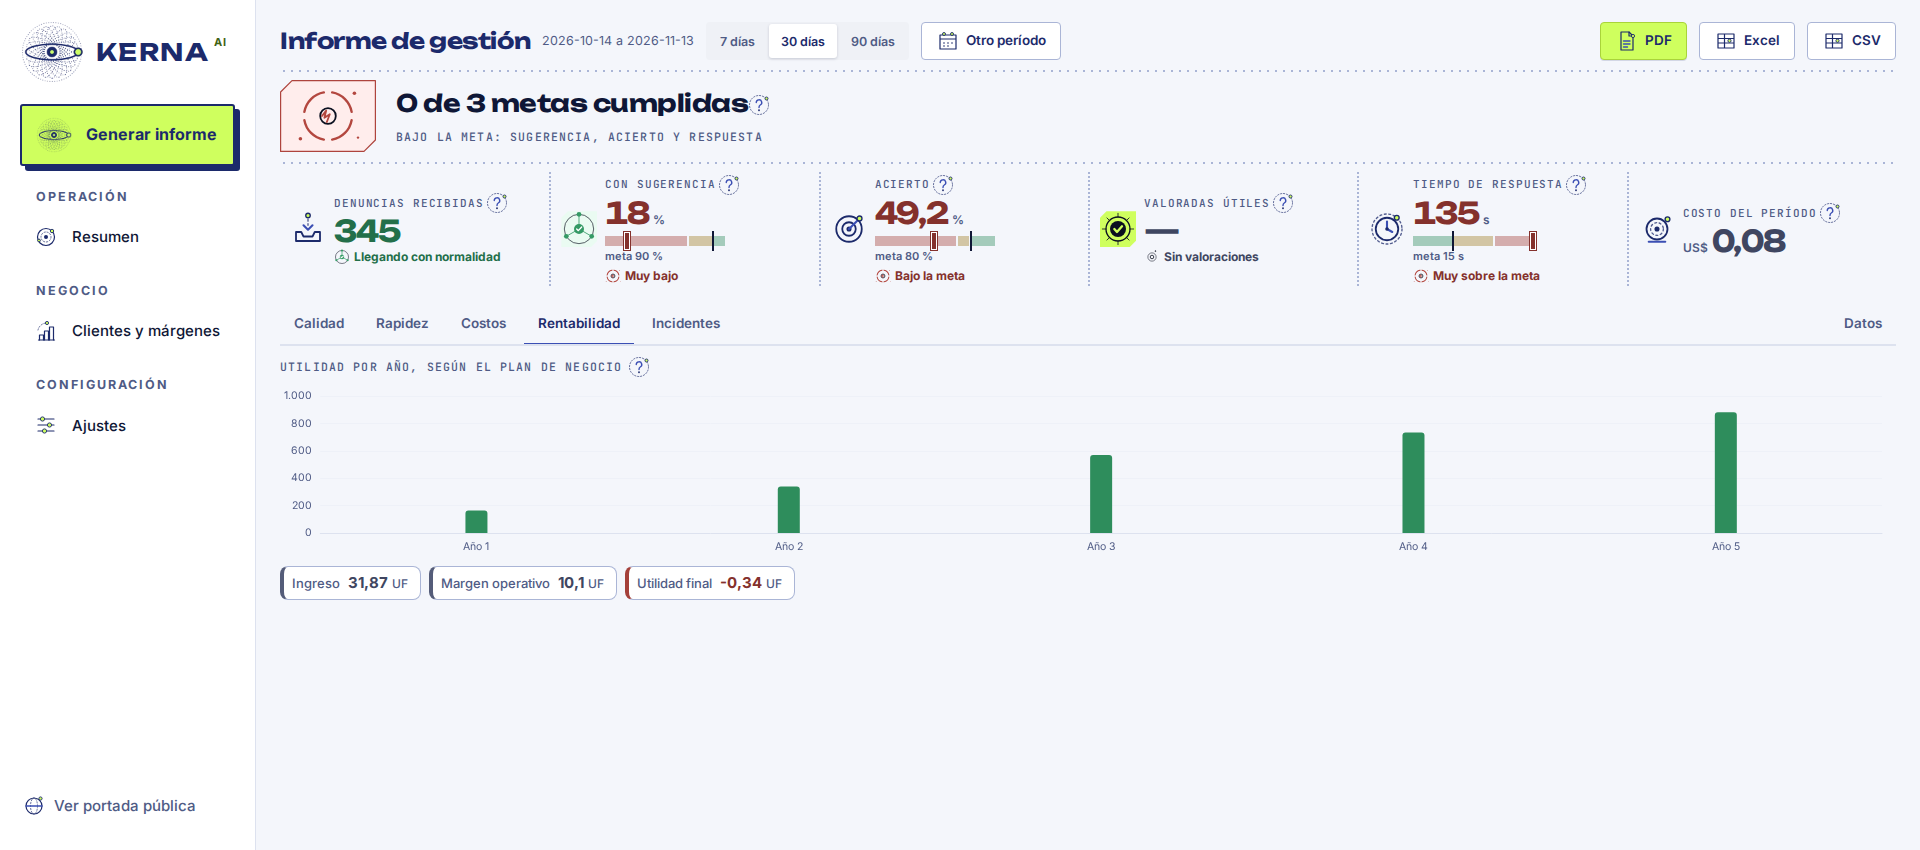 KERNA AI
Generar informe
OPERACIÓN
Resumen
NEGOCIO
Clientes y márgenes
CONFIGURACIÓN
Ajustes
Ver portada pública
Informe de gestión 2026-10-14 a 2026-11-13 7 días 30 días 90 días Otro período PDF Excel CSV
0 de 3 metas cumplidas ?
BAJO LA META: SUGERENCIA, ACIERTO Y RESPUESTA
DENUNCIAS RECIBIDAS ?
345
Llegando con normalidad
CON SUGERENCIA ?
18 %
meta 90 %
Muy bajo
ACIERTO ?
49,2 %
meta 80 %
Bajo la meta
VALORADAS ÚTILES ?
—
Sin valoraciones
TIEMPO DE RESPUESTA ?
135 s
meta 15 s
Muy sobre la meta
COSTO DEL PERÍODO ?
US$ 0,08
Calidad Rapidez Costos Rentabilidad Incidentes Datos
UTILIDAD POR AÑO, SEGÚN EL PLAN DE NEGOCIO ?
1.000
800
600
400
200
0
Año 1 Año 2 Año 3 Año 4 Año 5
Ingreso 31,87 UF Margen operativo 10,1 UF Utilidad final -0,34 UF